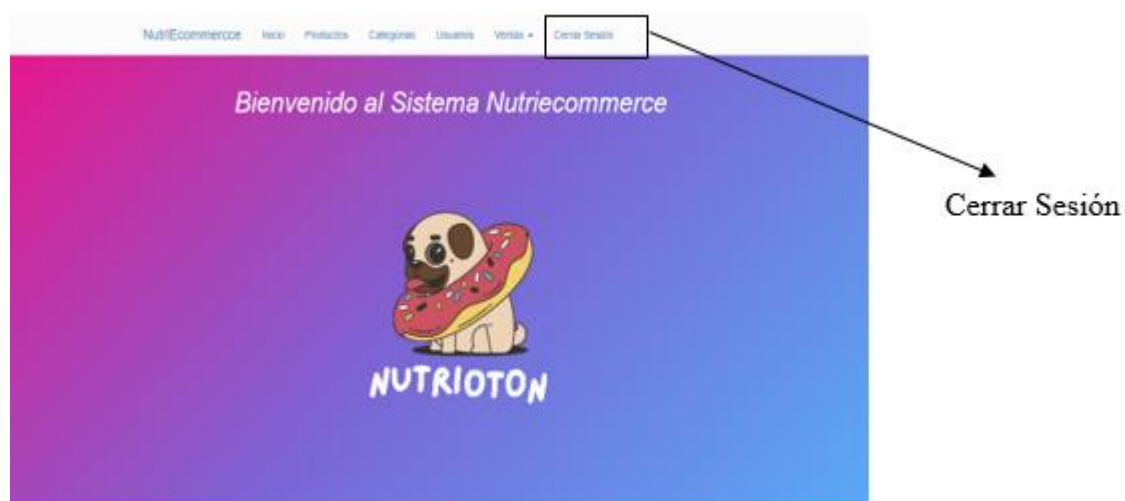 NutriEcommercce Inicio Productos Categorias Usuarios Ventas Cerrar Sesión
Bienvenido al Sistema Nutriecommerce
Cerrar Sesión
NUTRIOTON